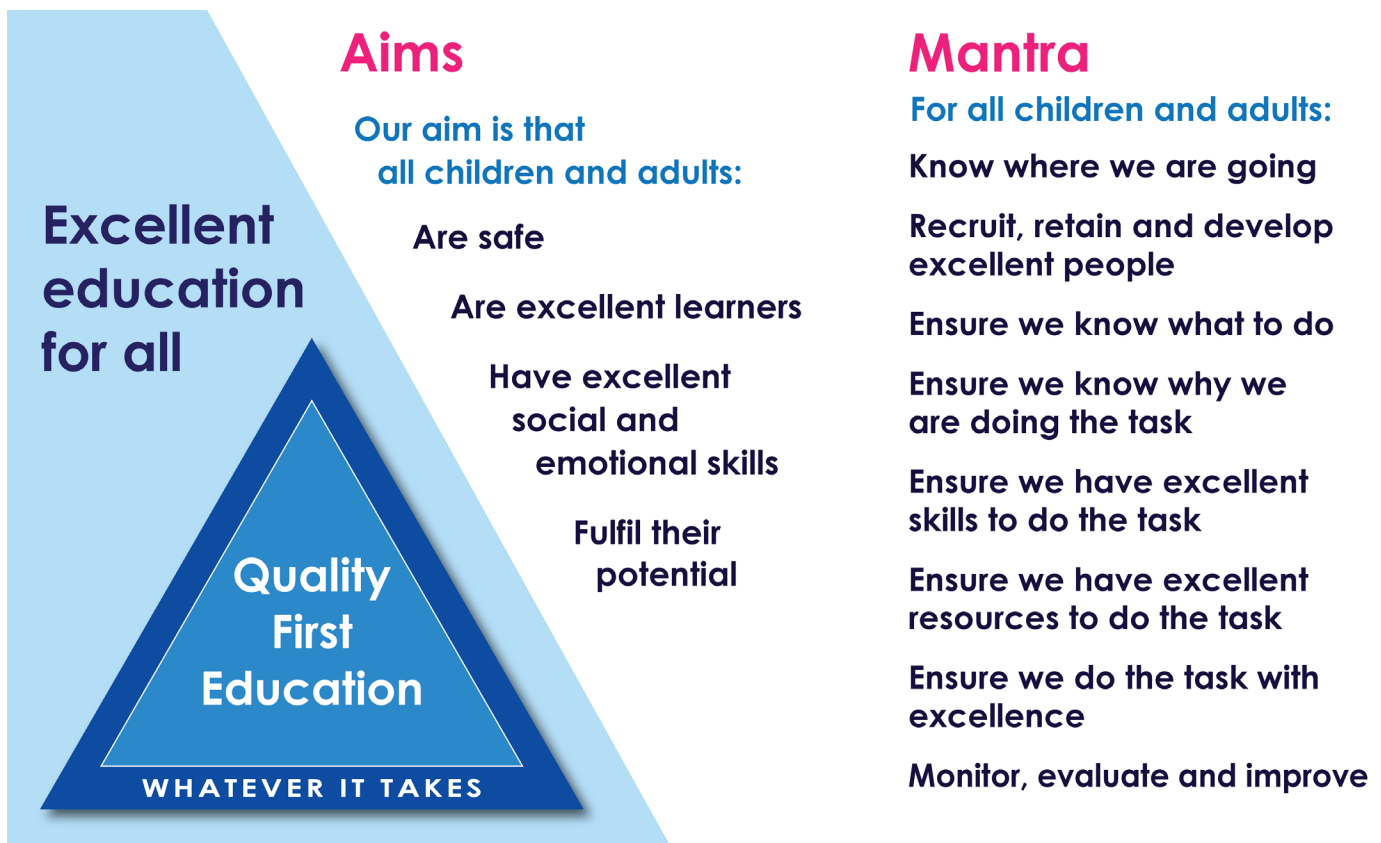 Excellent
education
for all
Quality
First
Education
WHATEVER IT TAKES
Aims
Our aim is that
all children and adults:
Are safe
Are excellent learners
Have excellent
social and
emotional skills
Fulfil their
potential
Mantra
For all children and adults:
Know where we are going
Recruit, retain and develop
excellent people
Ensure we know what to do
Ensure we know why we
are doing the task
Ensure we have excellent
skills to do the task
Ensure we have excellent
resources to do the task
Ensure we do the task with
excellence
Monitor, evaluate and improve